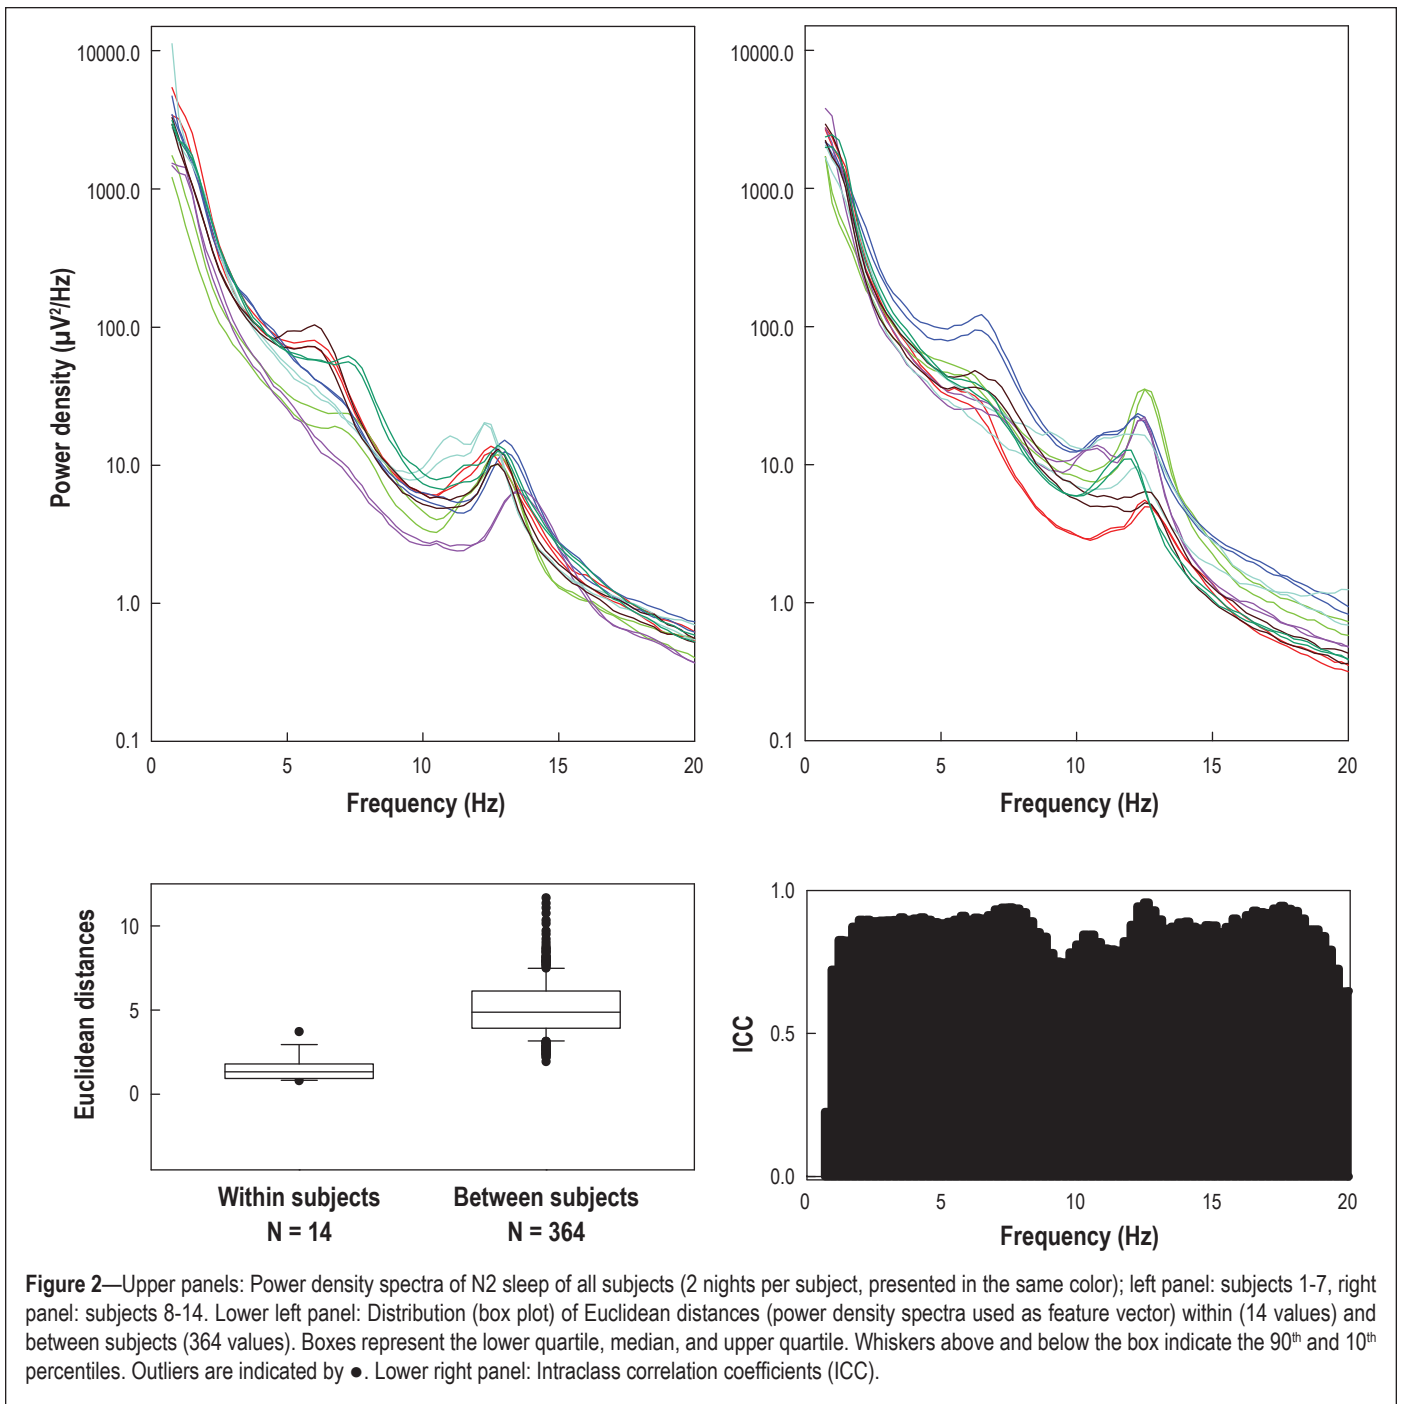 10000.0
1000.0
100.0
10.0
1.0
0.1
Power density (µV²/Hz)
0 5 10 15 20
Frequency (Hz)
10000.0
1000.0
100.0
10.0
1.0
0.1
0 5 10 15 20
Frequency (Hz)
10
5
0
Euclidean distances
Within subjects
N = 14
Between subjects
N = 364
1.0
0.5
0.0
ICC
0 5 10 15 20
Frequency (Hz)
Figure 2—Upper panels: Power density spectra of N2 sleep of all subjects (2 nights per subject, presented in the same color); left panel: subjects 1-7, right
panel: subjects 8-14. Lower left panel: Distribution (box plot) of Euclidean distances (power density spectra used as feature vector) within (14 values) and
between subjects (364 values). Boxes represent the lower quartile, median, and upper quartile. Whiskers above and below the box indicate the 90th and 10th
percentiles. Outliers are indicated by ●. Lower right panel: Intraclass correlation coefficients (ICC).